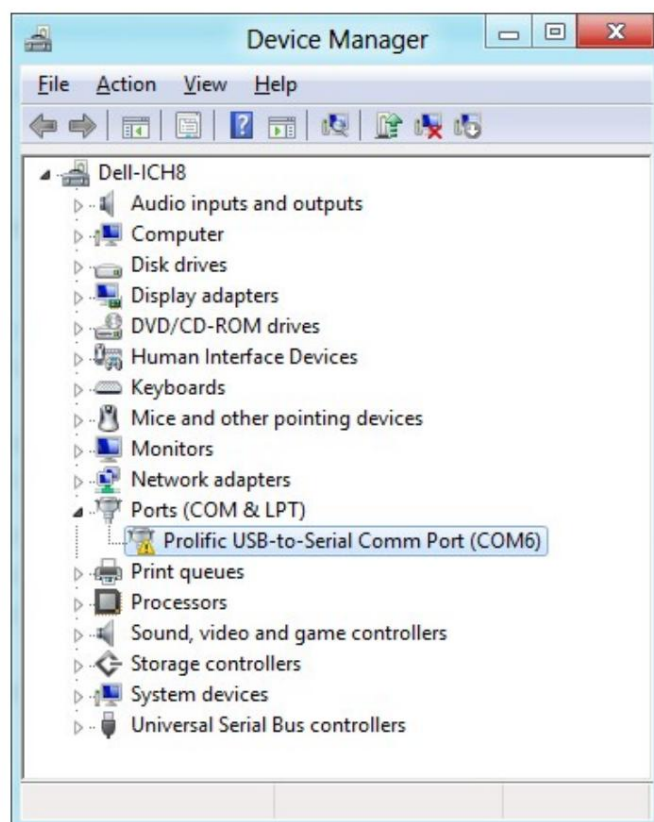 Device Manager
File Action View Help
Dell-ICH8
Audio inputs and outputs
Computer
Disk drives
Display adapters
DVD/CD-ROM drives
Human Interface Devices
Keyboards
Mice and other pointing devices
Monitors
Network adapters
Ports (COM & LPT)
Prolific USB-to-Serial Comm Port (COM6)
Print queues
Processors
Sound, video and game controllers
Storage controllers
System devices
Universal Serial Bus controllers